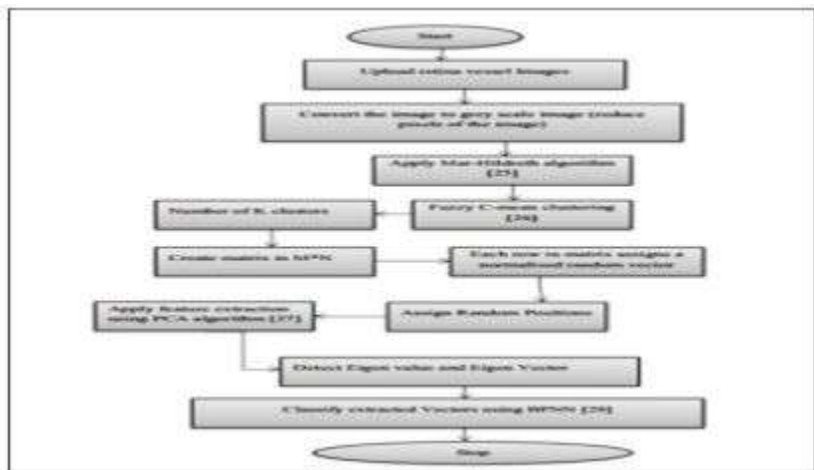 Start
Upload retina vessel Images
Convert the image to grey scale image (reduce
pixels of the image)
Apply Mar-Hildreth algorithm
[25]
Fuzzy C-mean clustering
[26]
Number of K clusters
Create matrix in M*N
Each row in matrix assigns a
normalized random vector
Assign Random Positions
Apply feature extraction
using PCA algorithm [27]
Detect Eigen value and Eigen Vector
Classify extracted Vectors using BPNN [28]
Stop